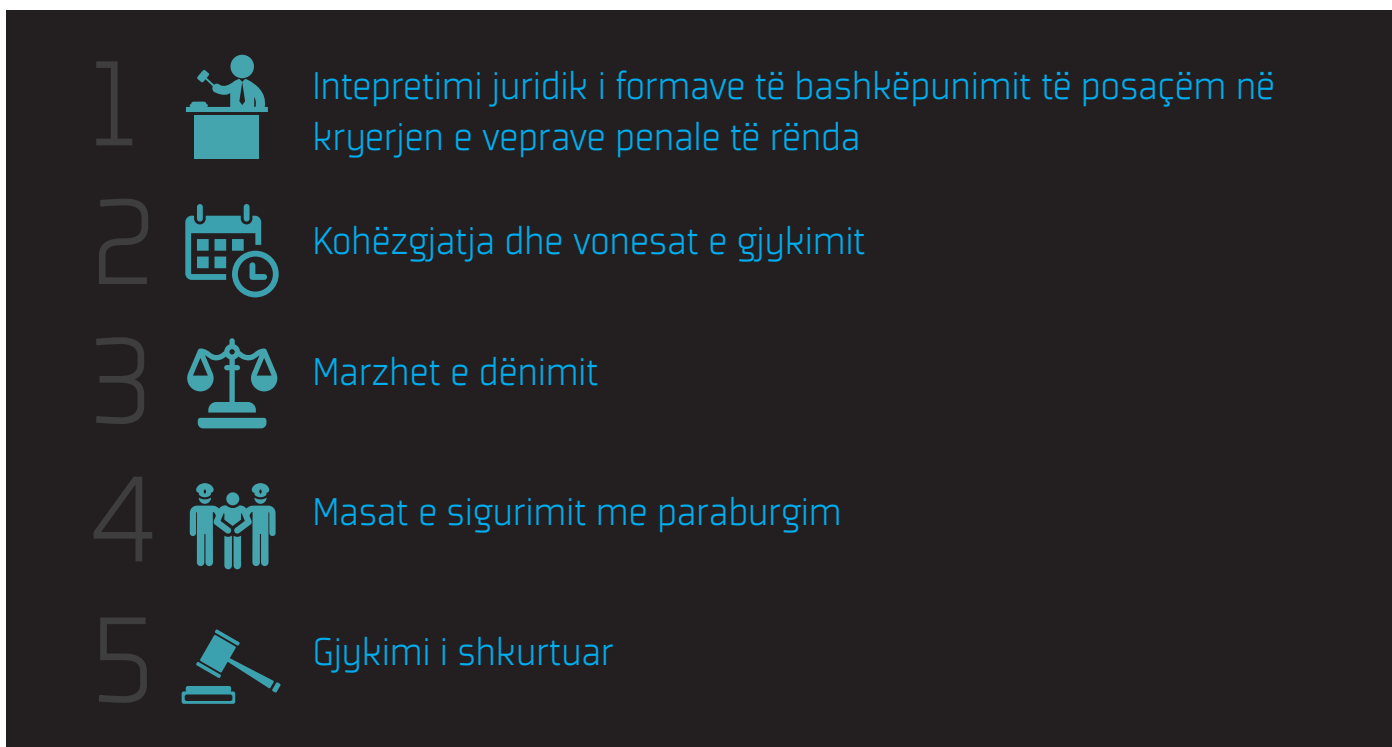 1
Intepretimi juridik i formave të bashkëpunimit të posaçëm në
kryerjen e veprave penale të rënda
2
Kohëzgjatja dhe vonesat e gjykimit
3
Marzhet e dënimit
4
Masat e sigurimit me paraburgim
5
Gjykimi i shkurtuar